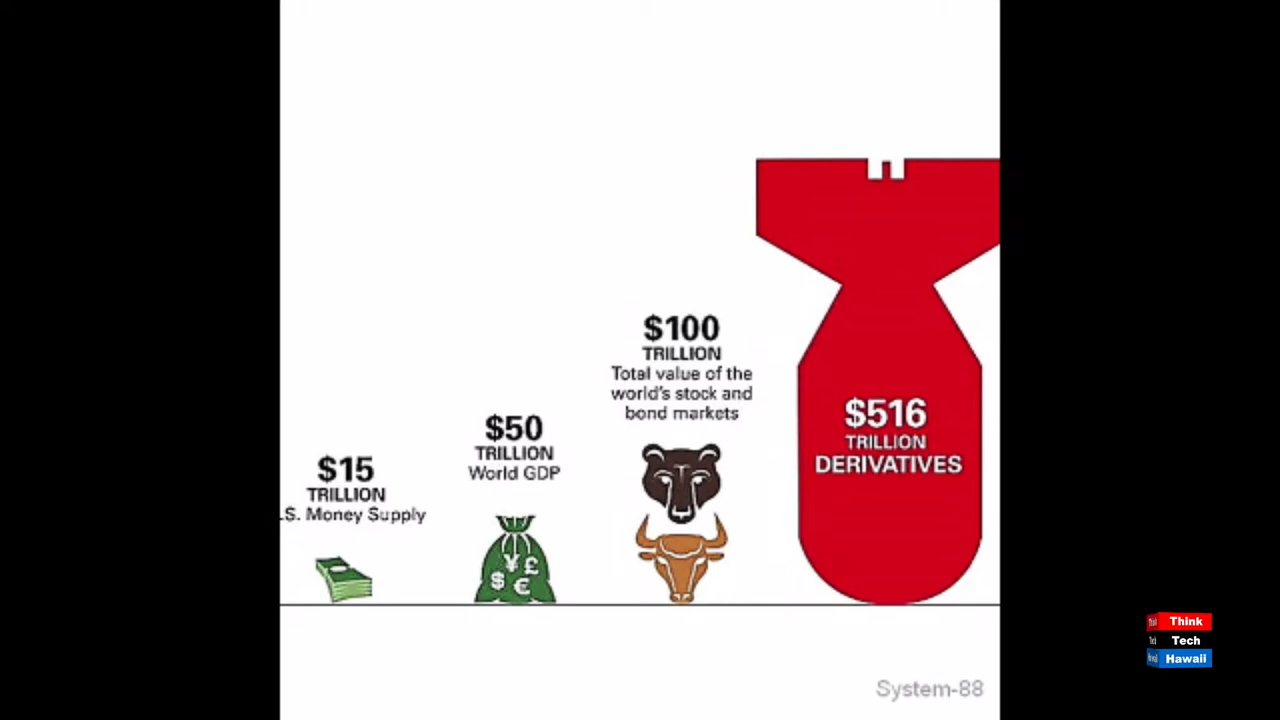 $15
TRILLION
.S. Money Supply
$50
TRILLION
World GDP
$100
TRILLION
Total value of the
world's stock and
bond markets
$516
TRILLION
DERIVATIVES
Think
Tech
Hawaii
System-88